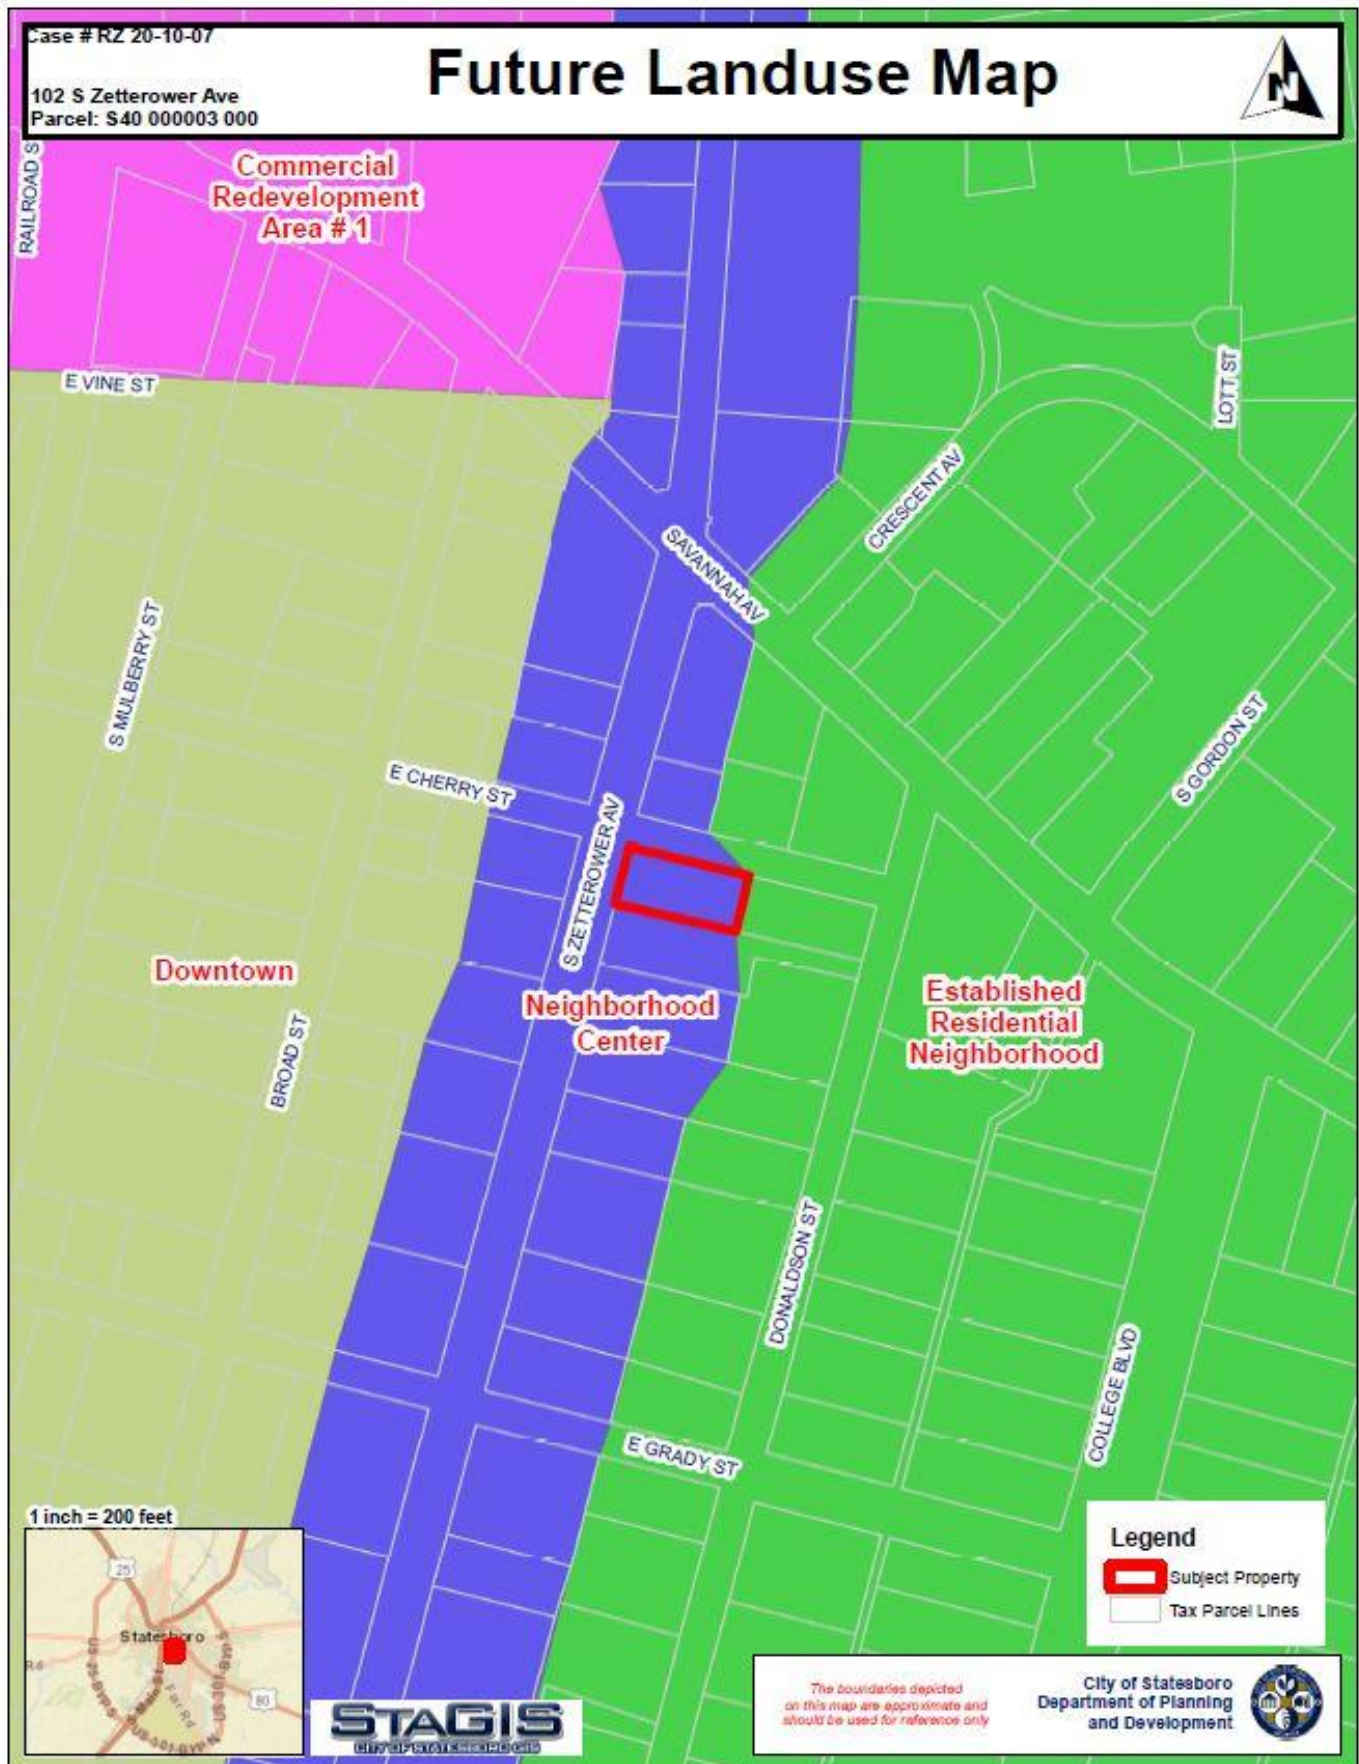 Case # RZ 20-10-07
102 S Zetterower Ave
Parcel: S40 000003 000
Future Landuse Map
N
RAILROAD S
Commercial
Redevelopment
Area # 1
E VINE ST
LOTT ST
CRESCENT AV
SAVANNAH AV
S MULBERRY ST
S GORDON ST
E CHERRY ST
S ZETTEROWER AV
Downtown
Neighborhood
Center
Established
Residential
Neighborhood
BROAD ST
DONALDSON ST
COLLEGE BLVD
E GRADY ST
1 inch = 200 feet
25
Statesboro
80
Fair Rd
STAGIS
CITY OF STATESBORO GIS
Legend
Subject Property
Tax Parcel Lines
The boundaries depicted
on this map are approximate and
should be used for reference only
City of Statesboro
Department of Planning
and Development